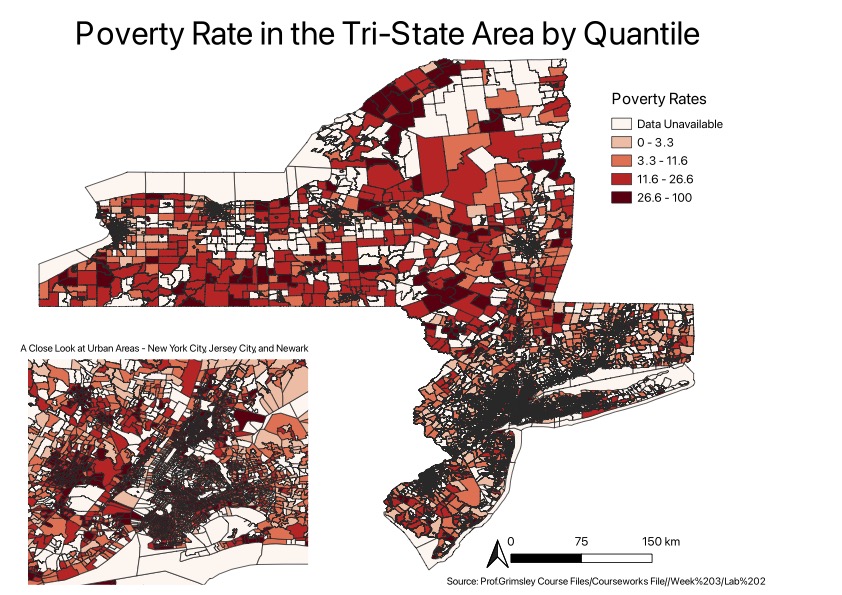 Poverty Rate in the Tri-State Area by Quantile
Poverty Rates
Data Unavailable
0 - 3.3
3.3 - 11.6
11.6 - 26.6
26.6 - 100
A Close Look at Urban Areas - New York City, Jersey City, and Newark
0 75 150 km
Source: Prof.Grimsley Course Files/Courseworks File//Week%203/Lab%202